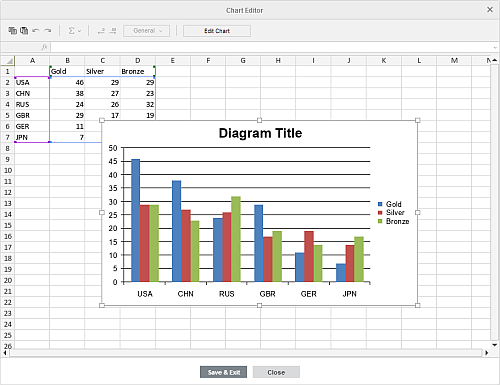 Chart Editor
Σ General Edit Chart
fx
A B C D E F G H I J K L M N
1 Gold Silver Bronze
2 USA 46 29 29
3 CHN 38 27 23
4 RUS 24 26 32
5 GBR 29 17 19
6 GER 11
7 JPN 7
8
9
10
11
12
13
14
15
16
17
18
19
20
21
22
23
24
25
26
Diagram Title
50
45
40
35
30
25
20
15
10
5
0
USA CHN RUS GBR GER JPN
Gold
Silver
Bronze
Save & Exit Close